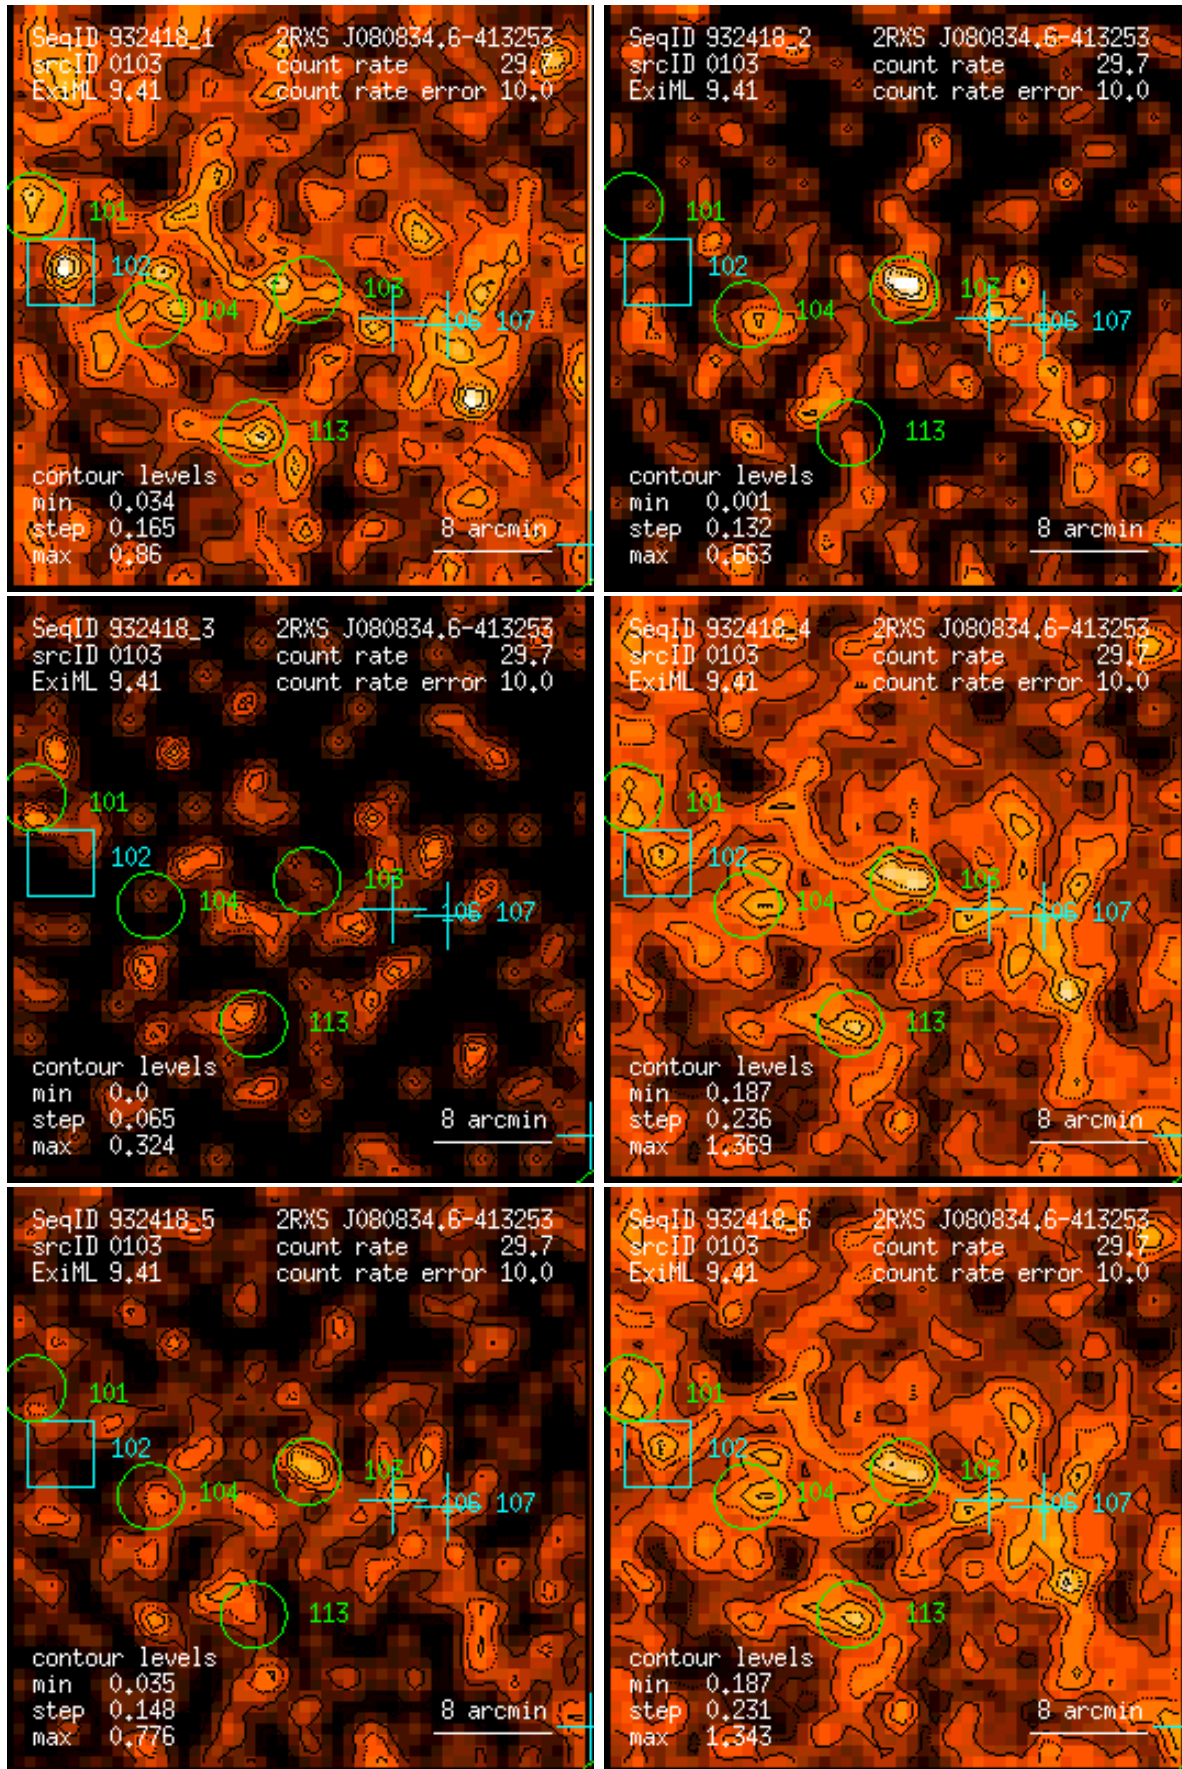 SeqID 932418_1 2RXS J080834.6-413253
srcID 0103 count rate 29.7
ExiML 9.41 count rate error 10.0
101
102
103
104
106 107
113
contour levels
min 0.034
step 0.165
max 0.86
8 arcmin
SeqID 932418_2 2RXS J080834.6-413253
srcID 0103 count rate 29.7
ExiML 9.41 count rate error 10.0
101
102
103
104
106 107
113
contour levels
min 0.001
step 0.132
max 0.663
8 arcmin
SeqID 932418_3 2RXS J080834.6-413253
srcID 0103 count rate 29.7
ExiML 9.41 count rate error 10.0
101
102
103
104
106 107
113
contour levels
min 0.0
step 0.065
max 0.324
8 arcmin
SeqID 932418_4 2RXS J080834.6-413253
srcID 0103 count rate 29.7
ExiML 9.41 count rate error 10.0
101
102
103
104
106 107
113
contour levels
min 0.187
step 0.236
max 1.369
8 arcmin
SeqID 932418_5 2RXS J080834.6-413253
srcID 0103 count rate 29.7
ExiML 9.41 count rate error 10.0
101
102
103
104
106 107
113
contour levels
min 0.035
step 0.148
max 0.776
8 arcmin
SeqID 932418_6 2RXS J080834.6-413253
srcID 0103 count rate 29.7
ExiML 9.41 count rate error 10.0
101
102
103
104
106 107
113
contour levels
min 0.187
step 0.231
max 1.343
8 arcmin